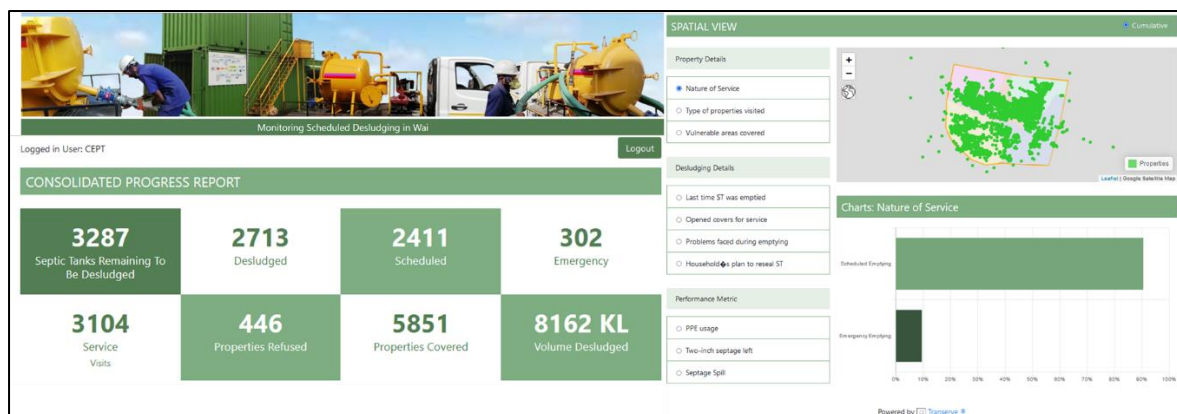 Monitoring Scheduled Desludging in Wai
Logged in User: CEPT
Logout
CONSOLIDATED PROGRESS REPORT
3287
Septic Tanks Remaining To
Be Desludged
2713
Desludged
2411
Scheduled
302
Emergency
3104
Service
Visits
446
Properties Refused
5851
Properties Covered
8162 KL
Volume Desludged
SPATIAL VIEW
Cumulative
Property Details
Nature of Service
Type of properties visited
Vulnerable areas covered
Desludging Details
Last time ST was emptied
Opened covers for service
Problems faced during emptying
Household�s plan to reseal ST
Performance Metric
PPE usage
Two-inch septage left
Septage Spill
+
−
Properties
Leaflet | Google Satellite Map
Charts: Nature of Service
Scheduled Emptying
Emergency Emptying
0% 10% 20% 30% 40% 50% 60% 70% 80% 90% 100%
Powered by Transerve ®